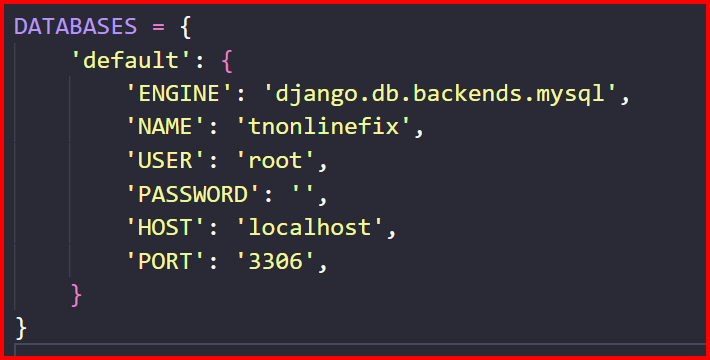 DATABASES = {
    'default': {
        'ENGINE': 'django.db.backends.mysql',
        'NAME': 'tnonlinefix',
        'USER': 'root',
        'PASSWORD': '',
        'HOST': 'localhost',
        'PORT': '3306',
    }
}